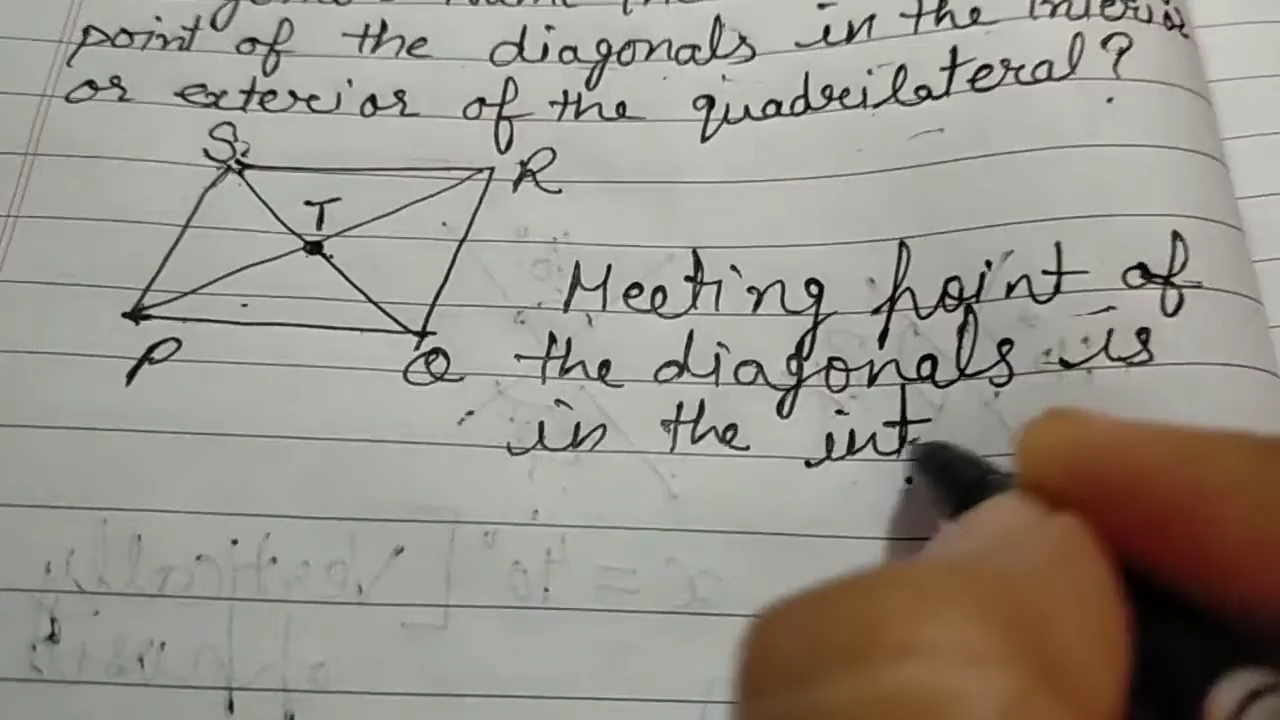 point of the diagonals in the
or exterior of the quadrilateral?
S
R
T
P
Q
Meeting point of
the diagonals is
in the int